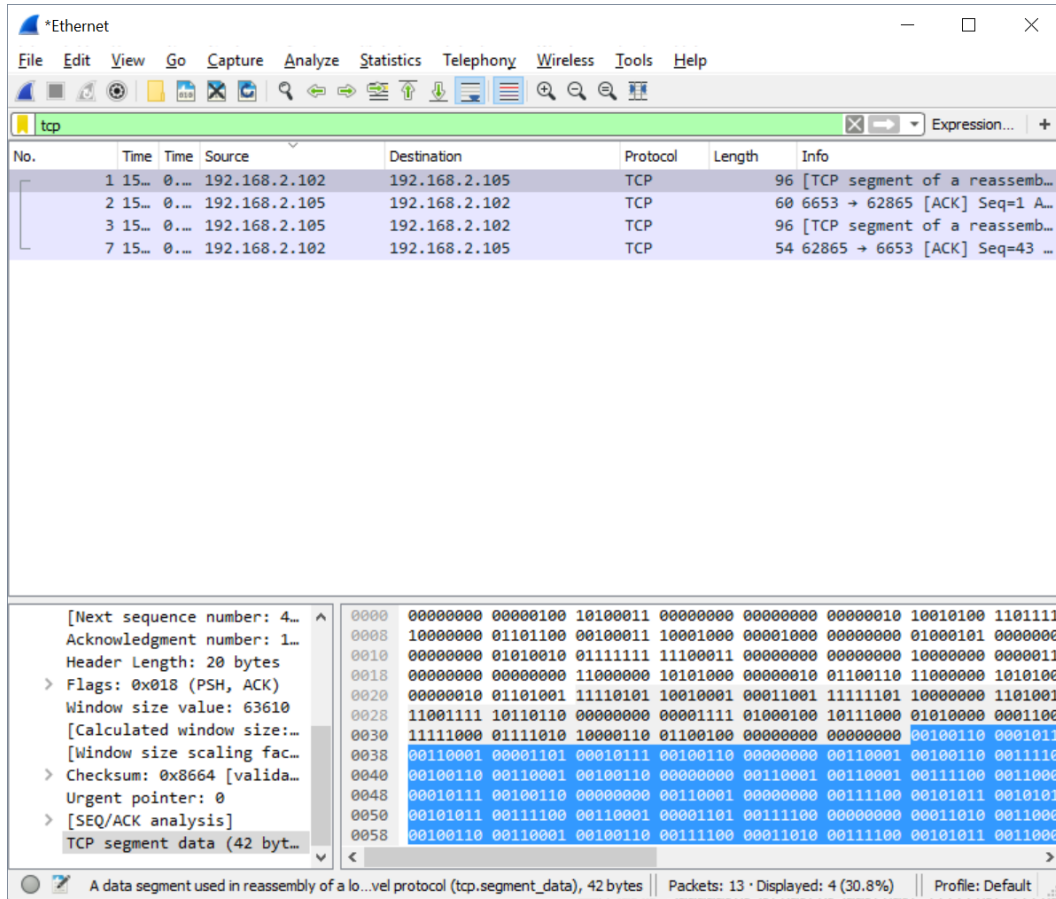 *Ethernet
File Edit View Go Capture Analyze Statistics Telephony Wireless Tools Help
tcp Expression... +
No. Time Time Source Destination Protocol Length Info
1 15… 0.… 192.168.2.102 192.168.2.105 TCP 96 [TCP segment of a reassemb…
2 15… 0.… 192.168.2.105 192.168.2.102 TCP 60 6653 → 62865 [ACK] Seq=1 A…
3 15… 0.… 192.168.2.105 192.168.2.102 TCP 96 [TCP segment of a reassemb…
7 15… 0.… 192.168.2.102 192.168.2.105 TCP 54 62865 → 6653 [ACK] Seq=43 …
[Next sequence number: 4…
Acknowledgment number: 1…
Header Length: 20 bytes
> Flags: 0x018 (PSH, ACK)
Window size value: 63610
[Calculated window size:…
[Window size scaling fac…
> Checksum: 0x8664 [valida…
Urgent pointer: 0
> [SEQ/ACK analysis]
TCP segment data (42 byt…
0000 00000000 00000100 10100011 00000000 00000000 00000010 10010100 1101111
0008 10000000 01101100 00100011 10001000 00001000 00000000 01000101 0000000
0010 00000000 01010010 01111111 11100011 00000000 00000000 10000000 0000011
0018 00000000 00000000 11000000 10101000 00000010 01100110 11000000 1010100
0020 00000010 01101001 11110101 10010001 00011001 11111101 10000000 1101001
0028 11001111 10110110 00000000 00001111 01000100 10111000 01010000 0001100
0030 11111000 01111010 10000110 01100100 00000000 00000000 00100110 0001011
0038 00110001 00001101 00010111 00100110 00000000 00110001 00100110 0011110
0040 00100110 00110001 00100110 00000000 00110001 00110001 00111100 0011000
0048 00010111 00100110 00000000 00110001 00000000 00111100 00101011 0010101
0050 00101011 00111100 00110001 00001101 00111100 00000000 00011010 0011000
0058 00100110 00110001 00100110 00111100 00011010 00111100 00101011 0011000
A data segment used in reassembly of a lo…vel protocol (tcp.segment_data), 42 bytes Packets: 13 · Displayed: 4 (30.8%) Profile: Default